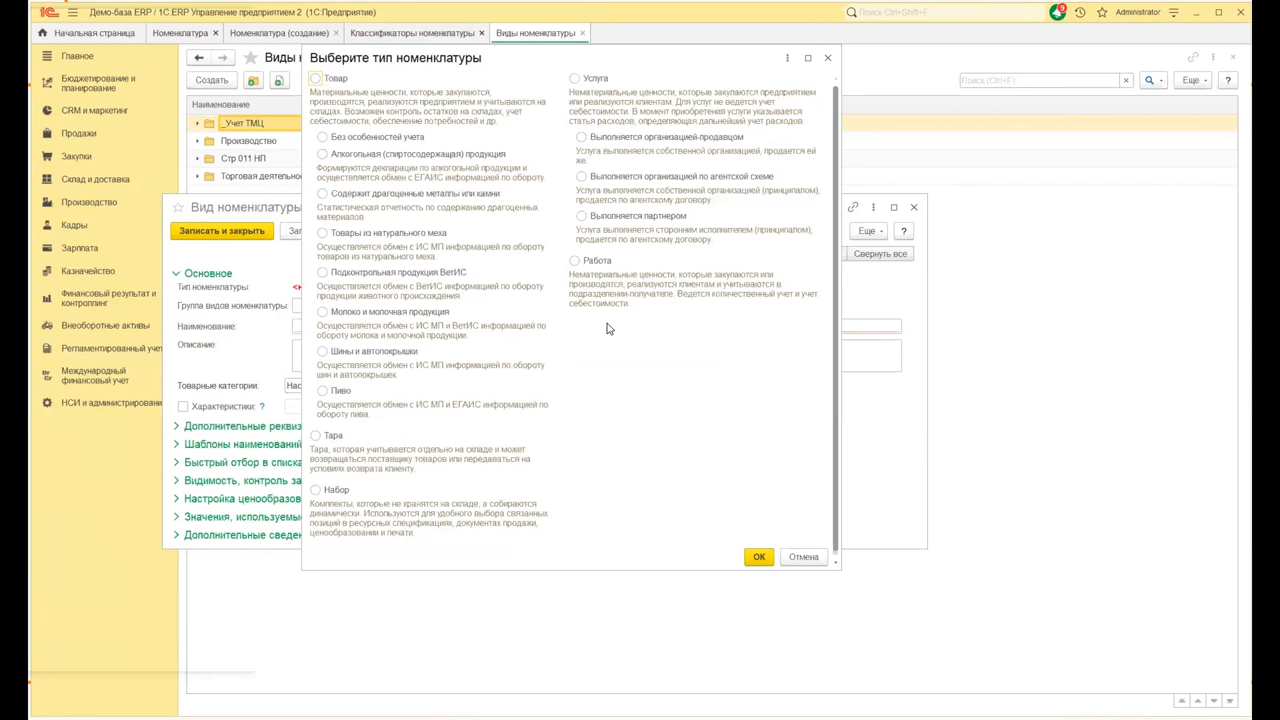 Демо-база ERP / 1С:ERP Управление предприятием 2 (1С:Предприятие)
Поиск Ctrl+Shift+F
Administrator
Начальная страница
Номенклатура ×
Номенклатура (создание) ×
Классификаторы номенклатуры ×
Виды номенклатуры ×
Главное
Бюджетирование и
планирование
CRM и маркетинг
Продажи
Закупки
Склад и доставка
Производство
Кадры
Зарплата
Казначейство
Финансовый результат и
контроллинг
Внеоборотные активы
Регламентированный учет
Международный
финансовый учет
НСИ и администрирование
Виды
Создать
Поиск (Ctrl+F)
×
Еще
?
Наименование
_Учет ТМЦ
Производство
Стр 011 НП
Торговая деятельно
Вид номенклатуры
Записать и закрыть
Еще
?
Свернуть все
Основное
Тип номенклатуры:
Группа видов номенклатуры:
Наименование:
Описание:
Товарные категории:
Характеристики: ?
Дополнительные рекви
Шаблоны наименований
Быстрый отбор в списка
Видимость, контроль за
Настройка ценообразов
Значения, используемы
Дополнительные сведен
Выберите тип номенклатуры
Товар
Материальные ценности, которые закупаются,
производятся, реализуются предприятием и учитываются на
складах. Возможен контроль остатков на складах, учет
себестоимости, обеспечение потребностей и др.
Без особенностей учета
Алкогольная (спиртосодержащая) продукция
Формируются декларации по алкогольной продукции и
осуществляется обмен с ЕГАИС информацией по обороту.
Содержит драгоценные металлы или камни
Статистическая отчетность по содержанию драгоценных
материалов.
Товары из натурального меха
Осуществляется обмен с ИС МП информацией по обороту
товаров из натурального меха.
Подконтрольная продукция ВетИС
Осуществляется обмен с ВетИС информацией по обороту
продукции животного происхождения.
Молоко и молочная продукция
Осуществляется обмен с ИС МП и ВетИС информацией по
обороту молока и молочной продукции.
Шины и автопокрышки
Осуществляется обмен с ИС МП информацией по обороту
шин и автопокрышек.
Пиво
Осуществляется обмен с ИС МП и ЕГАИС информацией по
обороту пива.
Тара
Тара, которая учитывается отдельно на складе и может
возвращаться поставщику товаров или передаваться на
условиях возврата клиенту.
Набор
Комплекты, которые не хранятся на складе, а собираются
динамически. Используются для удобного выбора связанных
позиций в ресурсных спецификациях, документах продажи,
ценообразовании и печати.
Услуга
Нематериальные ценности, которые закупаются предприятием
или реализуются клиентам. Для услуг не ведется учет
себестоимости. В момент приобретения услуги указывается
статья расходов, определяющая дальнейший учет расходов.
Выполняется организацией-продавцом
Услуга выполняется собственной организацией, продается ей
же.
Выполняется организацией по агентской схеме
Услуга выполняется собственной организацией (принципалом),
продается по агентскому договору.
Выполняется партнером
Услуга выполняется сторонним исполнителем (принципалом),
продается по агентскому договору.
Работа
Нематериальные ценности, которые закупаются или
производятся, реализуются клиентам и учитываются в
подразделении-получателе. Ведется количественный учет и учет
себестоимости.
ОК
Отмена